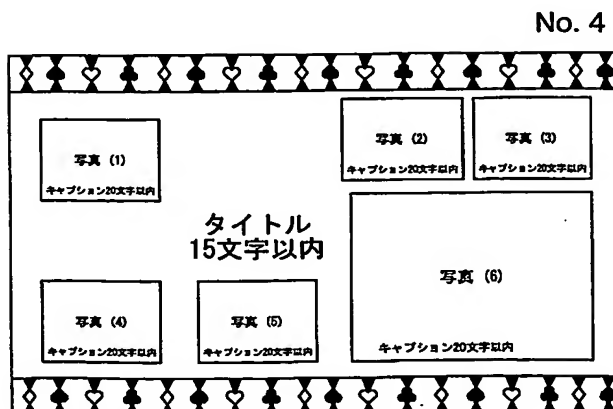 No. 4
写真 (1)
キャプション20文字以内
写真 (2)
キャプション20文字以内
写真 (3)
キャプション20文字以内
タイトル
15文字以内
写真 (4)
キャプション20文字以内
写真 (5)
キャプション20文字以内
写真 (6)
キャプション20文字以内